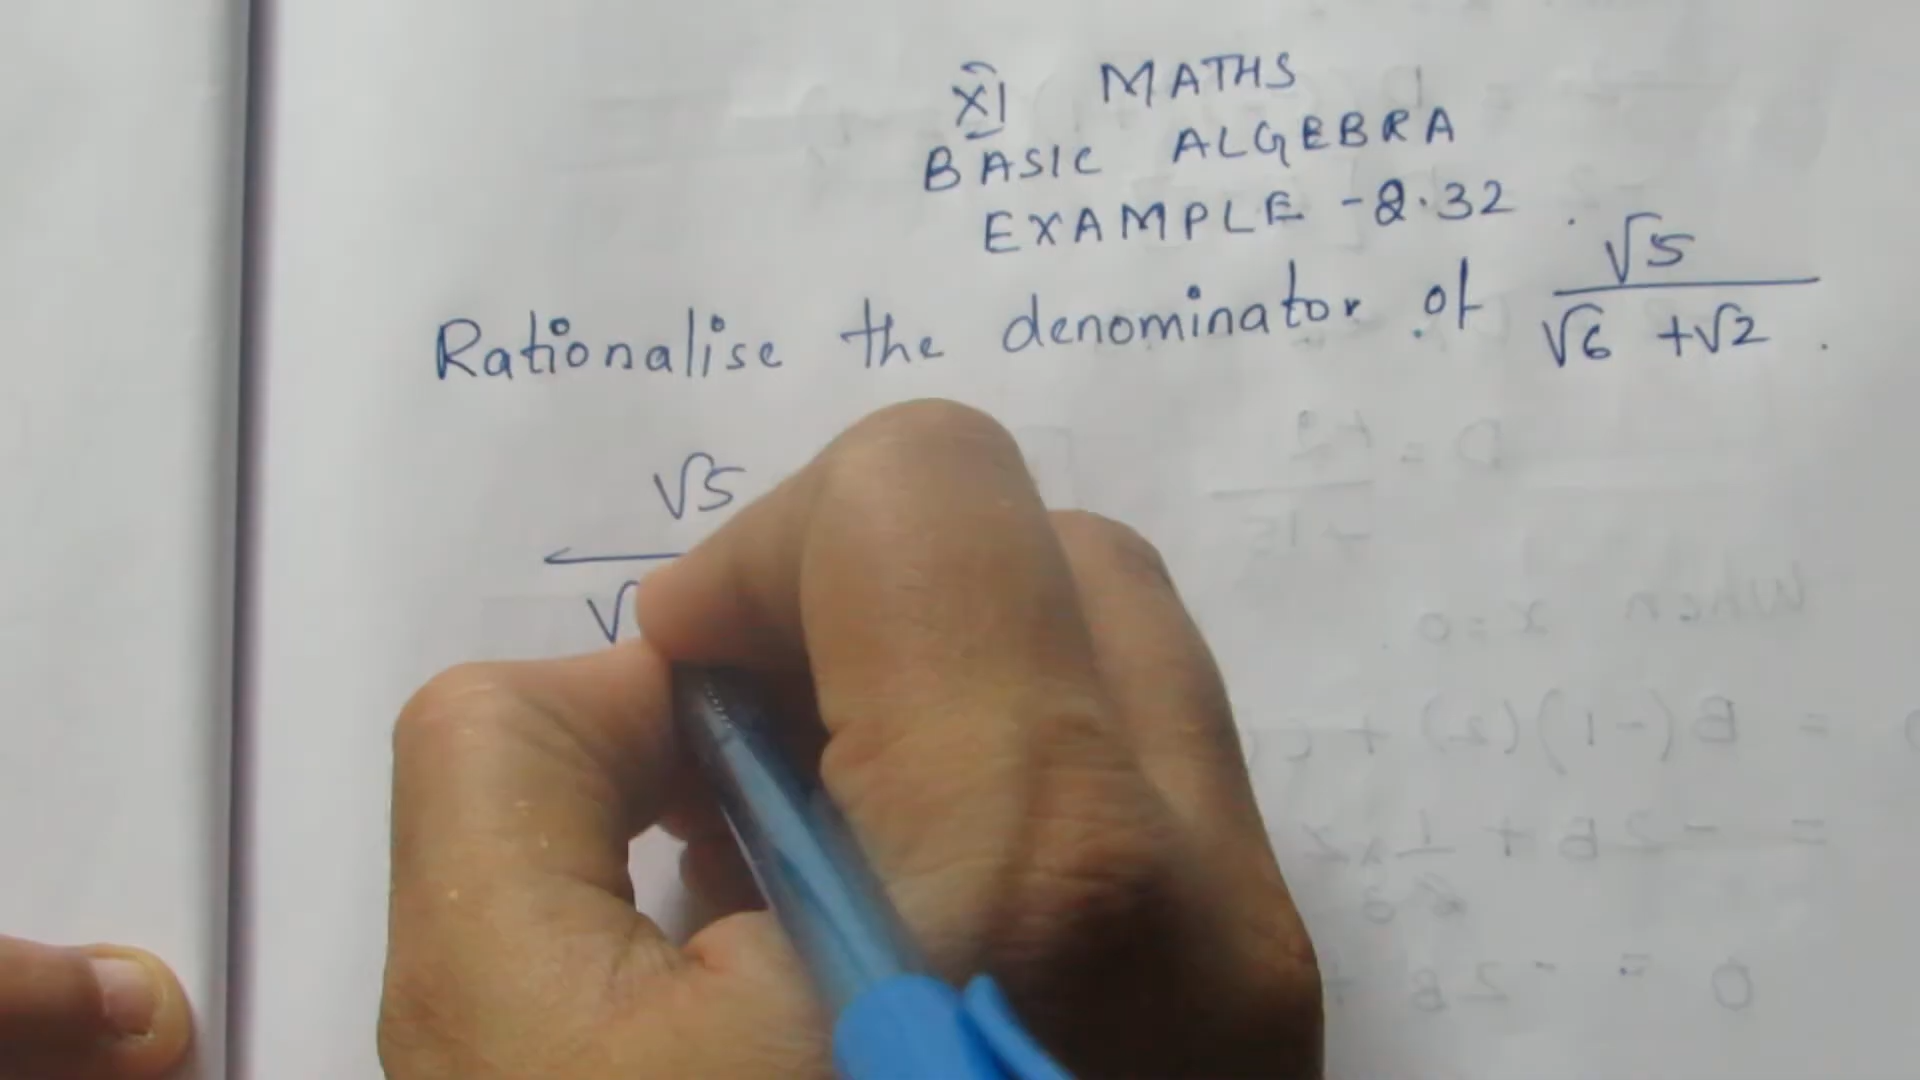 XI MATHS
BASIC ALGEBRA
EXAMPLE - 2.32
Rationalise the denominator of √5 / √6 + √2 .
√5
√